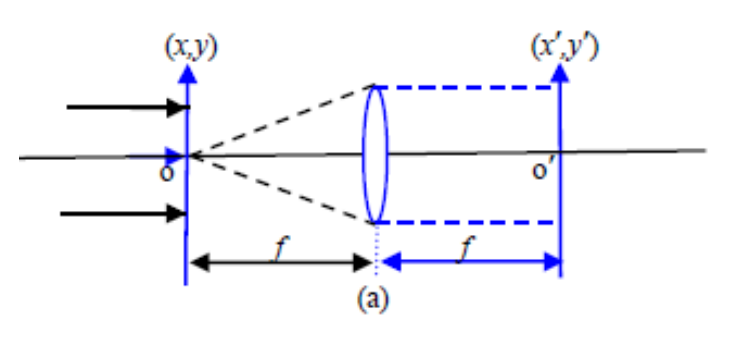 (x,y) (x′,y′)
o o′
f f
(a)